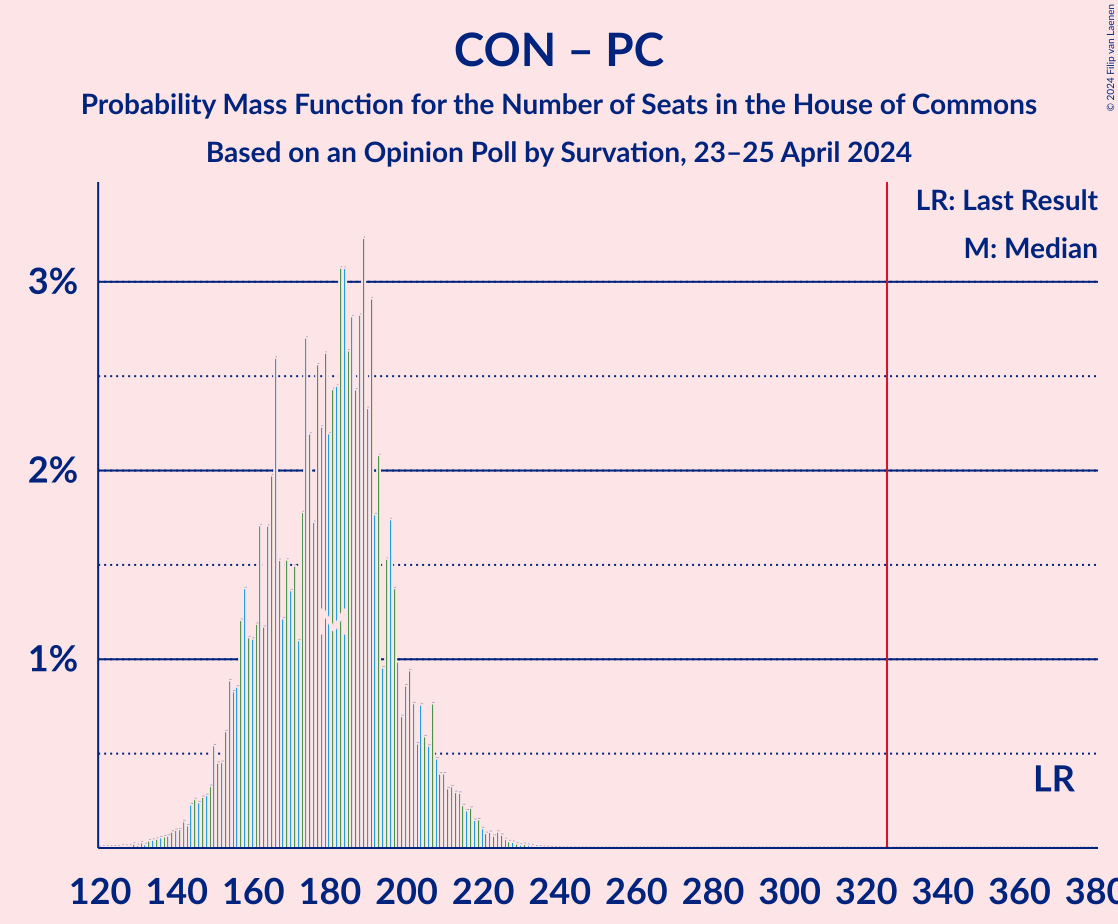 CON – PC
Probability Mass Function for the Number of Seats in the House of Commons
Based on an Opinion Poll by Survation, 23–25 April 2024
© 2024 Filip van Laenen
LR: Last Result
M: Median
3%
2%
1%
M
LR
120 140 160 180 200 220 240 260 280 300 320 340 360 380